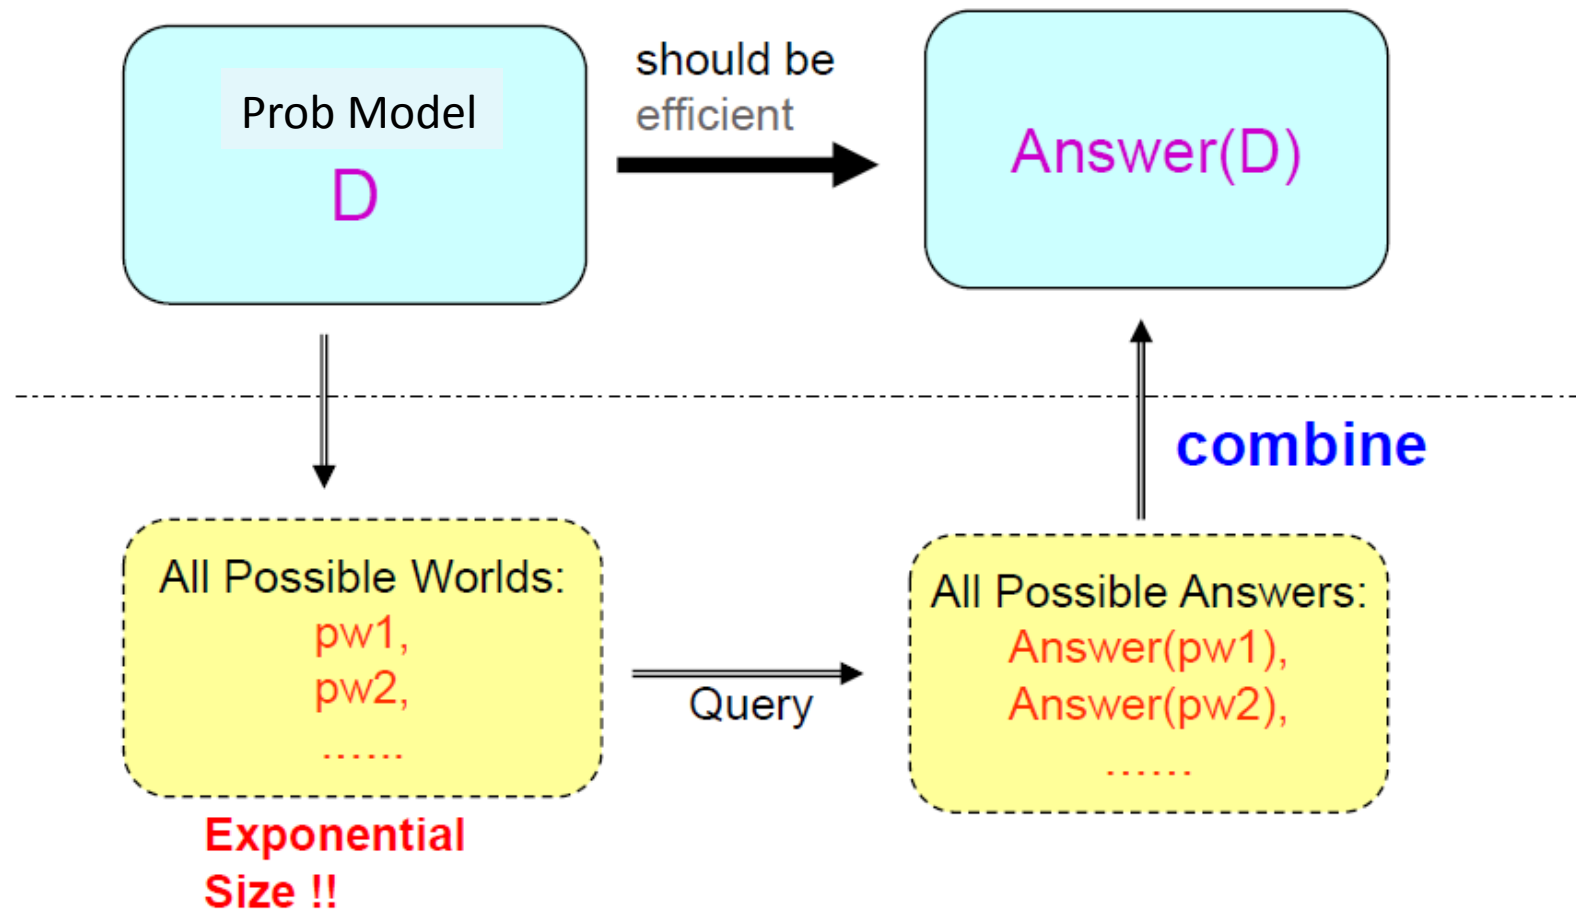 Prob Model
D
should be
efficient
Answer(D)
combine
All Possible Worlds:
pw1,
pw2,
......
Query
All Possible Answers:
Answer(pw1),
Answer(pw2),
......
Exponential
Size !!